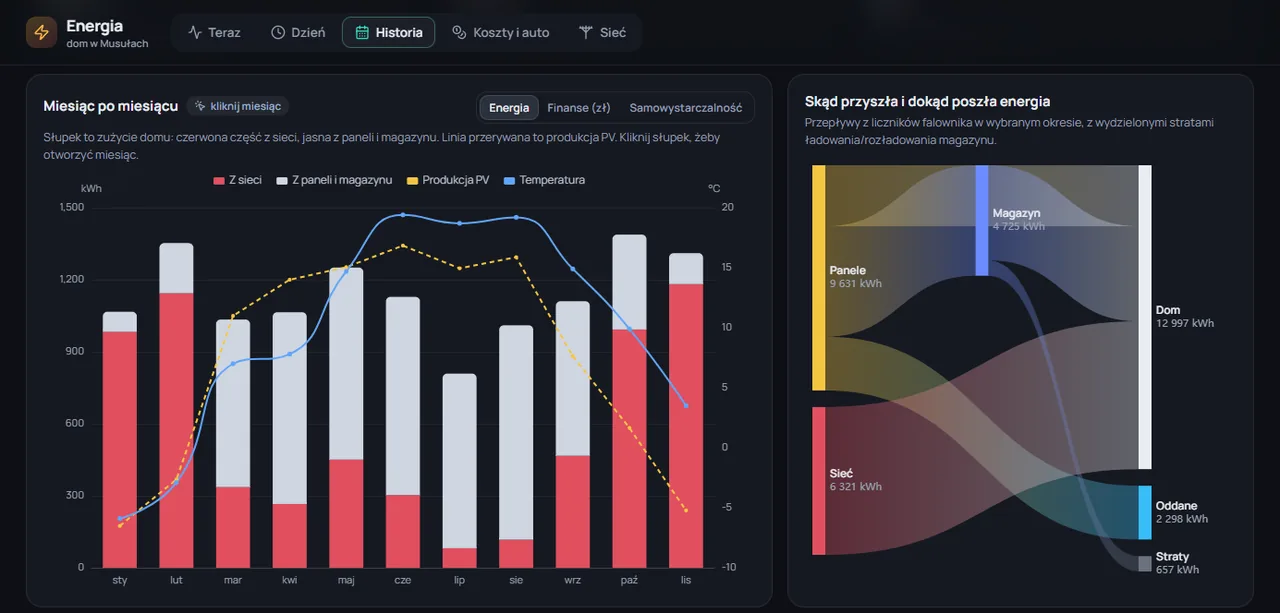 Energia
dom w Musułach
Teraz
Dzień
Historia
Koszty i auto
Sieć
Miesiąc po miesiącu
kliknij miesiąc
Energia
Finanse (zł)
Samowystarczalność
Słupek to zużycie domu: czerwona część z sieci, jasna z paneli i magazynu. Linia przerywana to produkcja PV. Kliknij słupek, żeby
otworzyć miesiąc.
Z sieci
Z paneli i magazynu
Produkcja PV
Temperatura
kWh
°C
1,500
1,200
900
600
300
0
20
15
10
5
0
-5
-10
sty
lut
mar
kwi
maj
cze
lip
sie
wrz
paź
lis
Skąd przyszła i dokąd poszła energia
Przepływy z liczników falownika w wybranym okresie, z wydzielonymi stratami
ładowania/rozładowania magazynu.
Magazyn
4 725 kWh
Panele
9 631 kWh
Dom
12 997 kWh
Sieć
6 321 kWh
Oddane
2 298 kWh
Straty
657 kWh